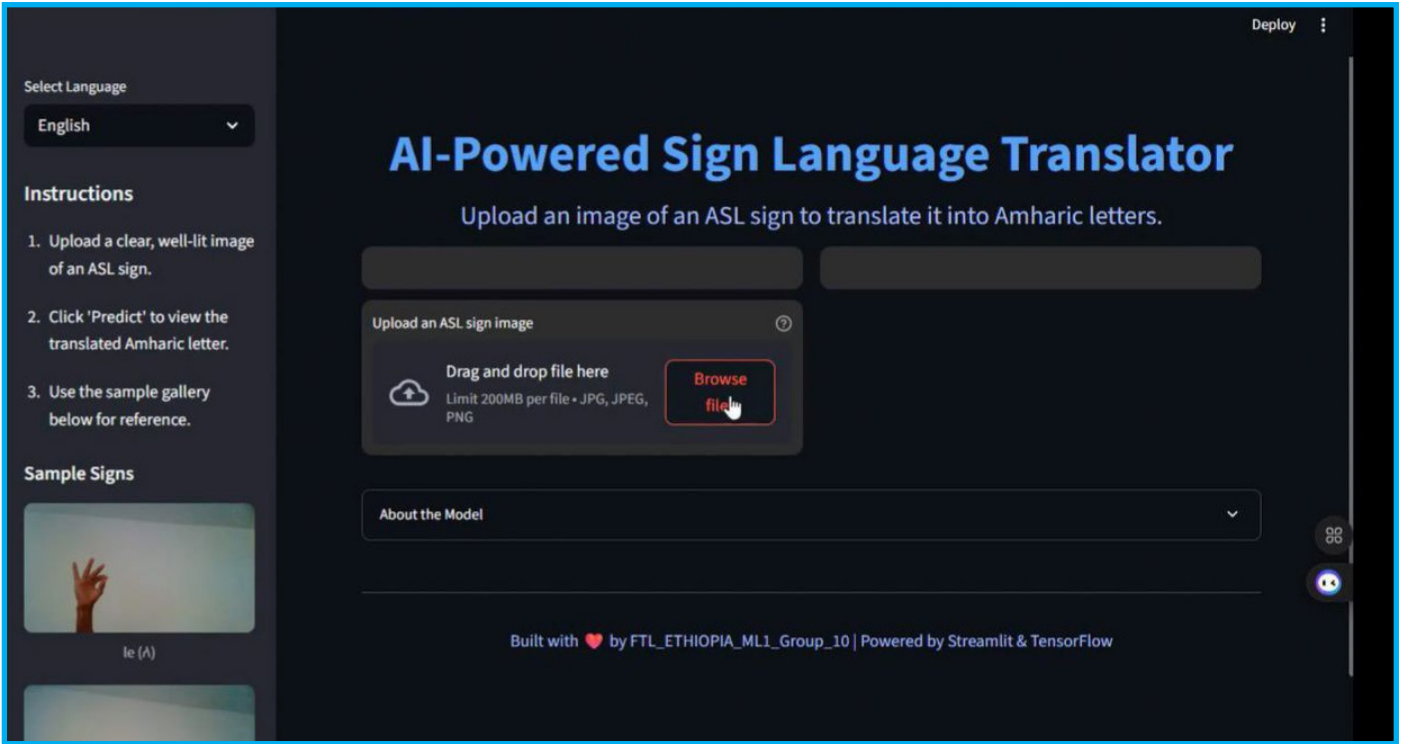 Deploy
Select Language
English
Instructions
1. Upload a clear, well-lit image
of an ASL sign.
2. Click 'Predict' to view the
translated Amharic letter.
3. Use the sample gallery
below for reference.
Sample Signs
le (ለ)
AI-Powered Sign Language Translator
Upload an image of an ASL sign to translate it into Amharic letters.
Upload an ASL sign image
Drag and drop file here
Limit 200MB per file • JPG, JPEG,
PNG
Browse
About the Model
Built with ❤️ by FTL_ETHIOPIA_ML1_Group_10 | Powered by Streamlit & TensorFlow